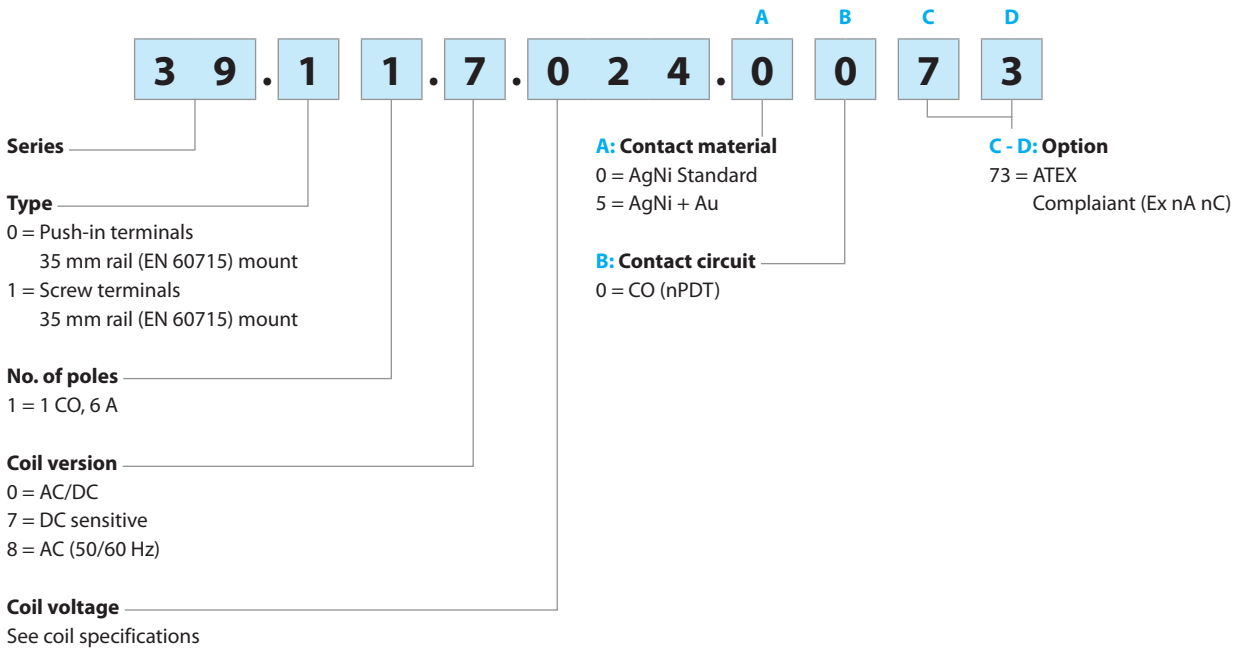 A B C D
3 9 . 1 1 . 7 . 0 2 4 . 0 0 7 3
Series
Type
0 = Push-in terminals
35 mm rail (EN 60715) mount
1 = Screw terminals
35 mm rail (EN 60715) mount
No. of poles
1 = 1 CO, 6 A
Coil version
0 = AC/DC
7 = DC sensitive
8 = AC (50/60 Hz)
Coil voltage
See coil specifications
A: Contact material
0 = AgNi Standard
5 = AgNi + Au
B: Contact circuit
0 = CO (nPDT)
C - D: Option
73 = ATEX
Complaiant (Ex nA nC)